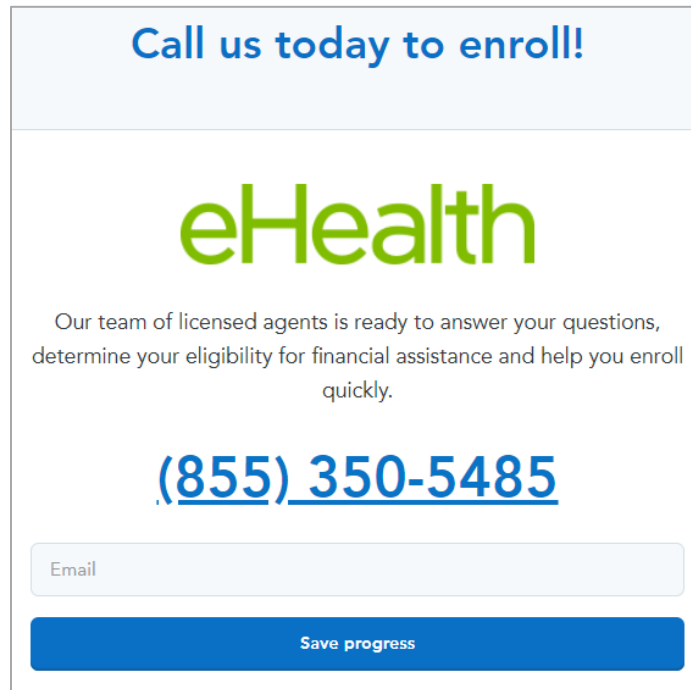 Call us today to enroll!
eHealth
Our team of licensed agents is ready to answer your questions,
determine your eligibility for financial assistance and help you enroll
quickly.
(855) 350-5485
Email
Save progress